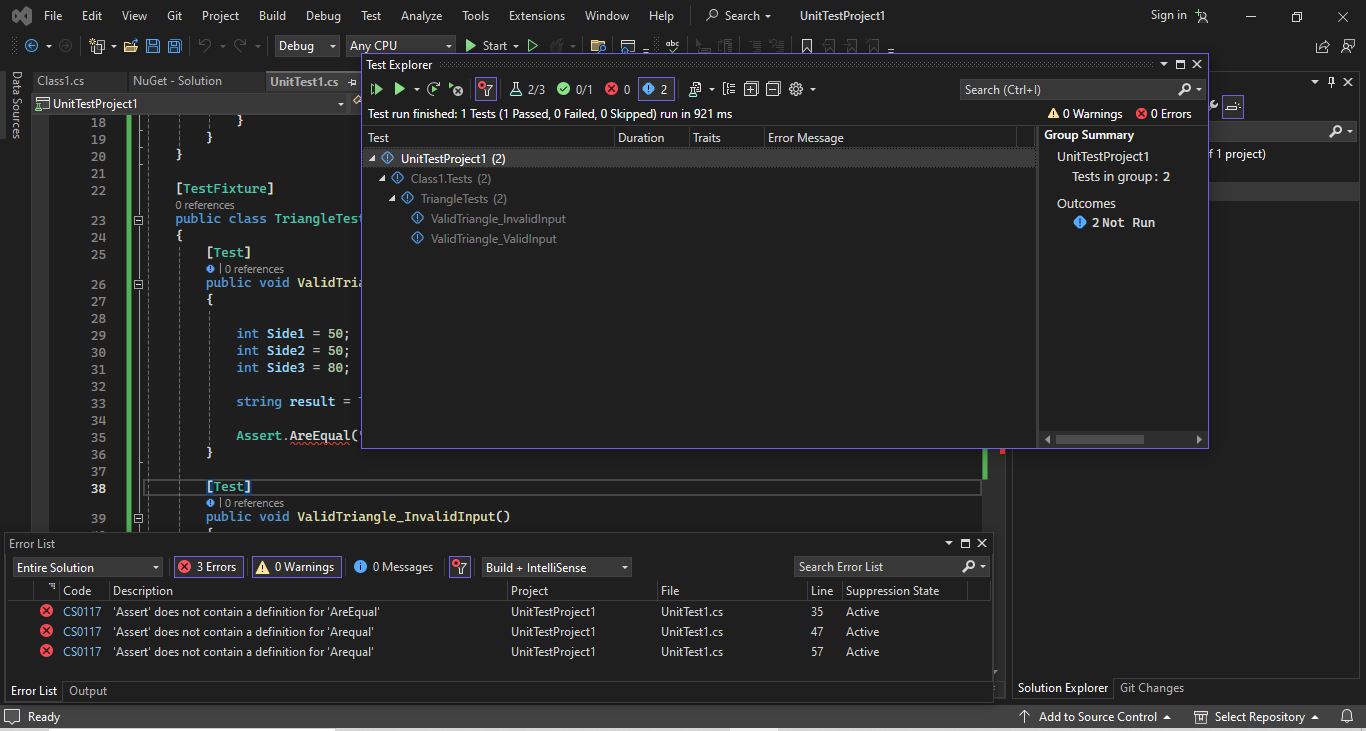 File Edit View Git Project Build Debug Test Analyze Tools Extensions Window Help Search UnitTestProject1 Sign in
Debug Any CPU Start
Data Sources
Class1.cs NuGet - Solution UnitTest1.cs
UnitTestProject1
Test Explorer
2/3 0/1 0 2 Search (Ctrl+I)
Test run finished: 1 Tests (1 Passed, 0 Failed, 0 Skipped) run in 921 ms 0 Warnings 0 Errors
Test Duration Traits Error Message
UnitTestProject1 (2)
Class1.Tests (2)
TriangleTests (2)
ValidTriangle_InvalidInput
ValidTriangle_ValidInput
Group Summary
UnitTestProject1
Tests in group: 2
Outcomes
2 Not Run
f 1 project)
18 }
19 }
20 }
21
22 [TestFixture]
0 references
23 public class TriangleTest
24 {
25 [Test]
0 references
26 public void ValidTria
27 {
28
29 int Side1 = 50;
30 int Side2 = 50;
31 int Side3 = 80;
32
33 string result =
34
35 Assert.AreEqual("
36 }
37
38 [Test]
0 references
39 public void ValidTriangle_InvalidInput()
Error List
Entire Solution 3 Errors 0 Warnings 0 Messages Build + IntelliSense Search Error List
Code Description Project File Line Suppression State
CS0117 'Assert' does not contain a definition for 'AreEqual' UnitTestProject1 UnitTest1.cs 35 Active
CS0117 'Assert' does not contain a definition for 'Arequal' UnitTestProject1 UnitTest1.cs 47 Active
CS0117 'Assert' does not contain a definition for 'Arequal' UnitTestProject1 UnitTest1.cs 57 Active
Error List Output
Solution Explorer Git Changes
Ready Add to Source Control Select Repository